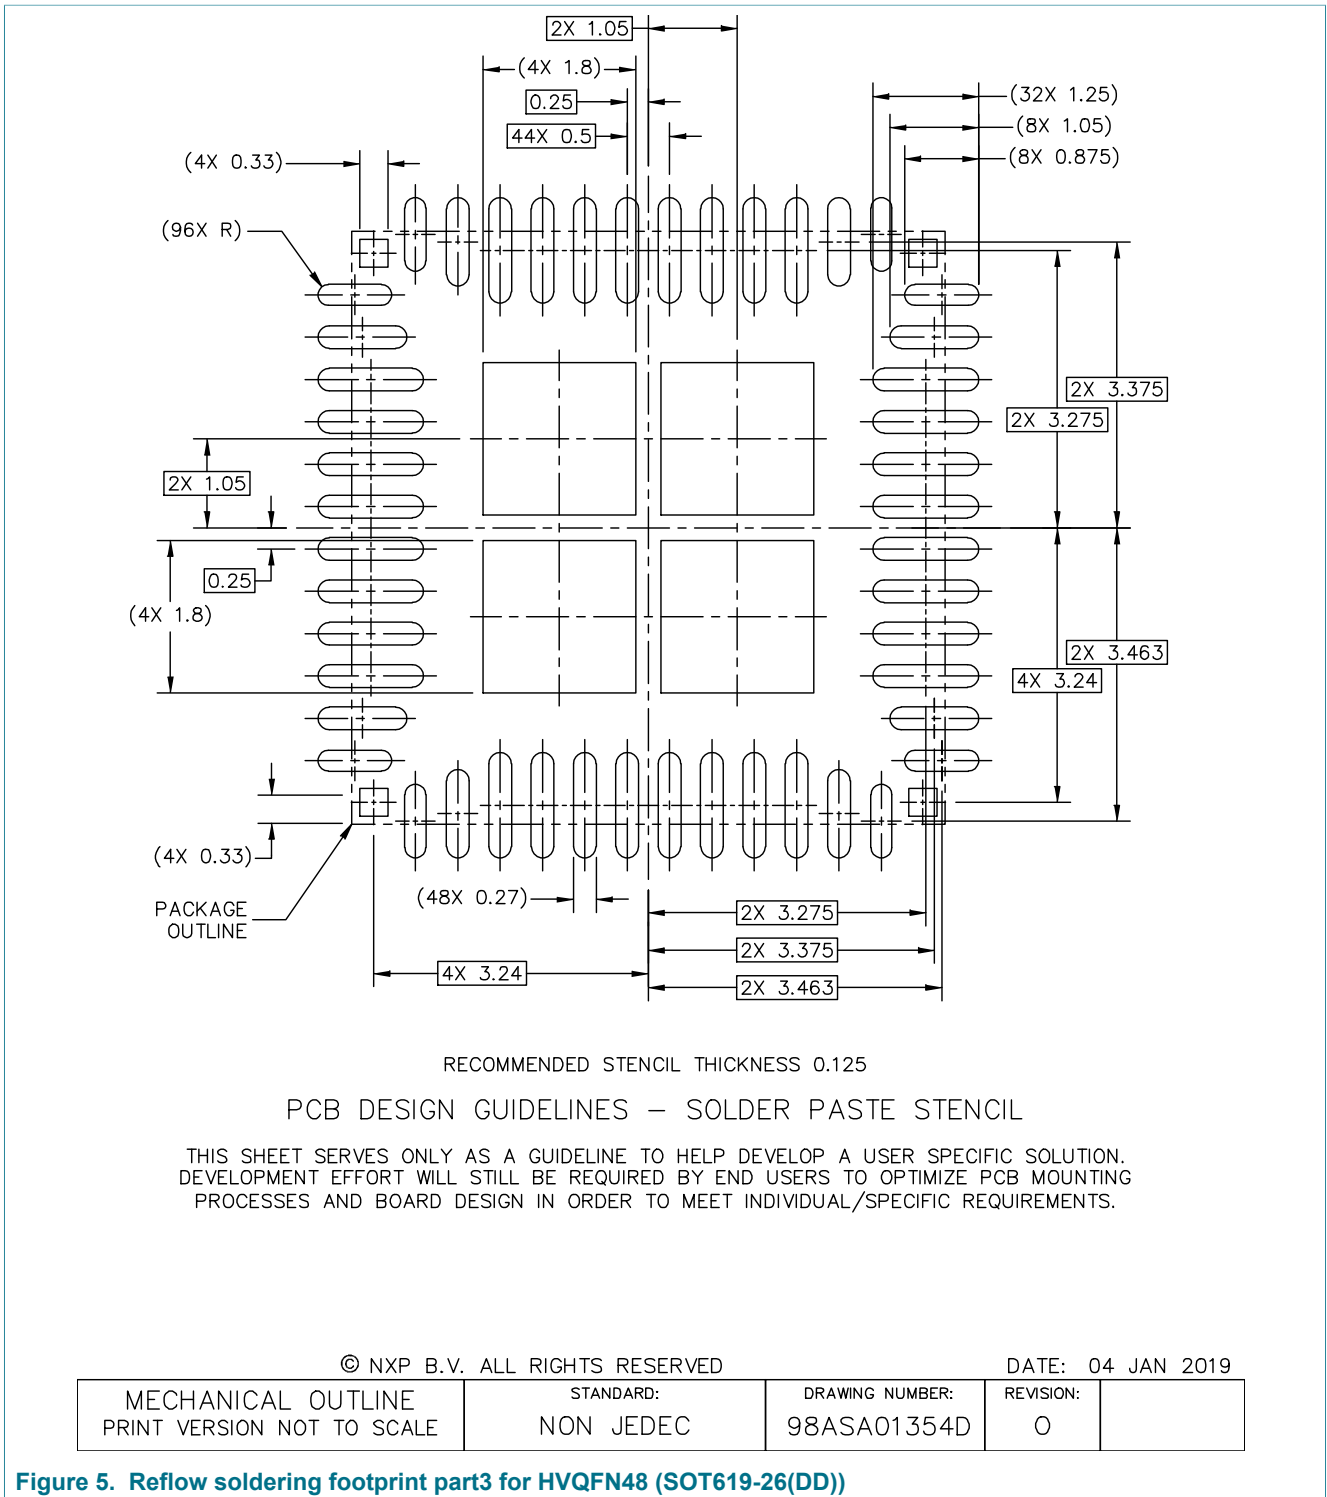 2X 1.05
(4X 1.8)
0.25
44X 0.5
(32X 1.25)
(8X 1.05)
(8X 0.875)
(4X 0.33)
(96X R)
2X 3.375
2X 3.275
2X 1.05
0.25
(4X 1.8)
2X 3.463
4X 3.24
(4X 0.33)
(48X 0.27)
PACKAGE
OUTLINE
2X 3.275
2X 3.375
4X 3.24
2X 3.463
RECOMMENDED STENCIL THICKNESS 0.125
PCB DESIGN GUIDELINES – SOLDER PASTE STENCIL
THIS SHEET SERVES ONLY AS A GUIDELINE TO HELP DEVELOP A USER SPECIFIC SOLUTION.
DEVELOPMENT EFFORT WILL STILL BE REQUIRED BY END USERS TO OPTIMIZE PCB MOUNTING
PROCESSES AND BOARD DESIGN IN ORDER TO MEET INDIVIDUAL/SPECIFIC REQUIREMENTS.
© NXP B.V. ALL RIGHTS RESERVED
DATE: 04 JAN 2019
MECHANICAL OUTLINE
PRINT VERSION NOT TO SCALE
STANDARD:
NON JEDEC
DRAWING NUMBER:
98ASA01354D
REVISION:
O
Figure 5. Reflow soldering footprint part3 for HVQFN48 (SOT619-26(DD))